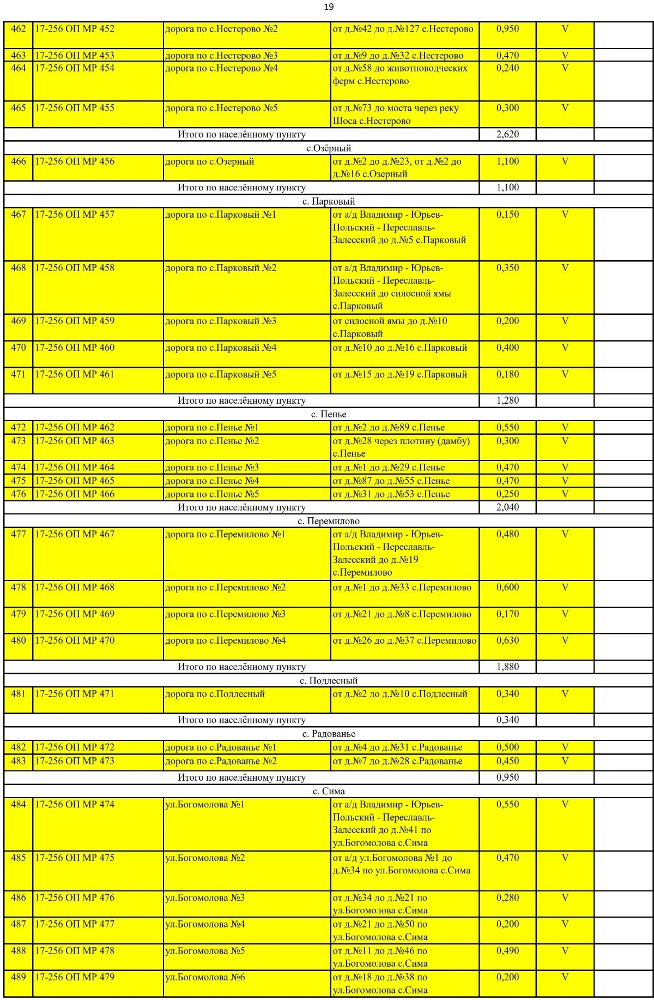 19
462 17-256 ОП МР 452 дорога по с.Нестерово №2 от д.№42 до д.№127 с.Нестерово 0,950 V
463 17-256 ОП МР 453 дорога по с.Нестерово №3 от д.№9 до д.№32 с.Нестерово 0,470 V
464 17-256 ОП МР 454 дорога по с.Нестерово №4 от д.№58 до животноводческих 0,240 V
ферм с.Нестерово
465 17-256 ОП МР 455 дорога по с.Нестерово №5 от д.№73 до моста через реку 0,300 V
Шоса с.Нестерово
Итого по населённому пункту 2,620
с.Озёрный
466 17-256 ОП МР 456 дорога по с.Озерный от д.№2 до д.№23, от д.№2 до 1,100 V
д.№16 с.Озерный
Итого по населённому пункту 1,100
с. Парковый
467 17-256 ОП МР 457 дорога по с.Парковый №1 от а/д Владимир - Юрьев- 0,150 V
Польский - Переславль-
Залесский до д.№5 с.Парковый
468 17-256 ОП МР 458 дорога по с.Парковый №2 от а/д Владимир - Юрьев- 0,350 V
Польский - Переславль-
Залесский до силосной ямы
с.Парковый
469 17-256 ОП МР 459 дорога по с.Парковый №3 от силосной ямы до д.№10 0,200 V
с.Парковый
470 17-256 ОП МР 460 дорога по с.Парковый №4 от д.№10 до д.№16 с.Парковый 0,400 V
471 17-256 ОП МР 461 дорога по с.Парковый №5 от д.№15 до д.№19 с.Парковый 0,180 V
Итого по населённому пункту 1,280
с. Пенье
472 17-256 ОП МР 462 дорога по с.Пенье №1 от д.№2 до д.№89 с.Пенье 0,550 V
473 17-256 ОП МР 463 дорога по с.Пенье №2 от д.№28 через плотину (дамбу) 0,300 V
с.Пенье
474 17-256 ОП МР 464 дорога по с.Пенье №3 от д.№1 до д.№29 с.Пенье 0,470 V
475 17-256 ОП МР 465 дорога по с.Пенье №4 от д.№87 до д.№55 с.Пенье 0,470 V
476 17-256 ОП МР 466 дорога по с.Пенье №5 от д.№31 до д.№53 с.Пенье 0,250 V
Итого по населённому пункту 2,040
с. Перемилово
477 17-256 ОП МР 467 дорога по с.Перемилово №1 от а/д Владимир - Юрьев- 0,480 V
Польский - Переславль-
Залесский до д.№19
с.Перемилово
478 17-256 ОП МР 468 дорога по с.Перемилово №2 от д.№1 до д.№33 с.Перемилово 0,600 V
479 17-256 ОП МР 469 дорога по с.Перемилово №3 от д.№21 до д.№8 с.Перемилово 0,170 V
480 17-256 ОП МР 470 дорога по с.Перемилово №4 от д.№26 до д.№37 с.Перемилово 0,630 V
Итого по населённому пункту 1,880
с. Подлесный
481 17-256 ОП МР 471 дорога по с.Подлесный от д.№2 до д.№10 с.Подлесный 0,340 V
Итого по населённому пункту 0,340
с. Радованье
482 17-256 ОП МР 472 дорога по с.Радованье №1 от д.№4 до д.№31 с.Радованье 0,500 V
483 17-256 ОП МР 473 дорога по с.Радованье №2 от д.№7 до д.№28 с.Радованье 0,450 V
Итого по населённому пункту 0,950
с. Сима
484 17-256 ОП МР 474 ул.Богомолова №1 от а/д Владимир - Юрьев- 0,550 V
Польский - Переславль-
Залесский до д.№41 по
ул.Богомолова с.Сима
485 17-256 ОП МР 475 ул.Богомолова №2 от а/д ул.Богомолова №1 до 0,470 V
д.№34 по ул.Богомолова с.Сима
486 17-256 ОП МР 476 ул.Богомолова №3 от д.№34 до д.№21 по 0,280 V
ул.Богомолова с.Сима
487 17-256 ОП МР 477 ул.Богомолова №4 от д.№21 до д.№50 по 0,200 V
ул.Богомолова с.Сима
488 17-256 ОП МР 478 ул.Богомолова №5 от д.№11 до д.№46 по 0,490 V
ул.Богомолова с.Сима
489 17-256 ОП МР 479 ул.Богомолова №6 от д.№18 до д.№38 по 0,200 V
ул.Богомолова с.Сима